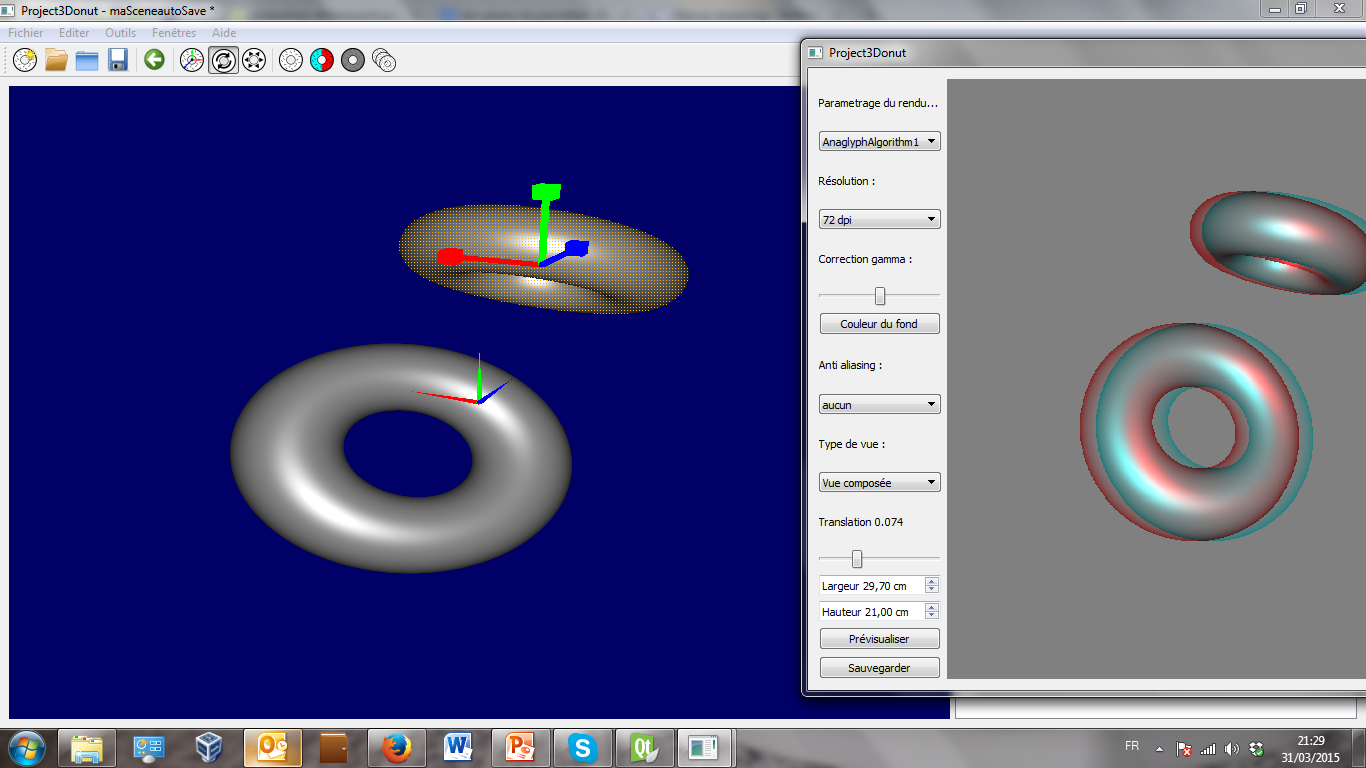 Project3Donut - maSceneautoSave *
Fichier Editer Outils Fenêtres Aide
Project3Donut
Parametrage du rendu...
AnaglyphAlgorithm1
Résolution :
72 dpi
Correction gamma :
Couleur du fond
Anti aliasing :
aucun
Type de vue :
Vue composée
Translation 0.074
Largeur 29,70 cm
Hauteur 21,00 cm
Prévisualiser
Sauvegarder
FR
21:29
31/03/2015